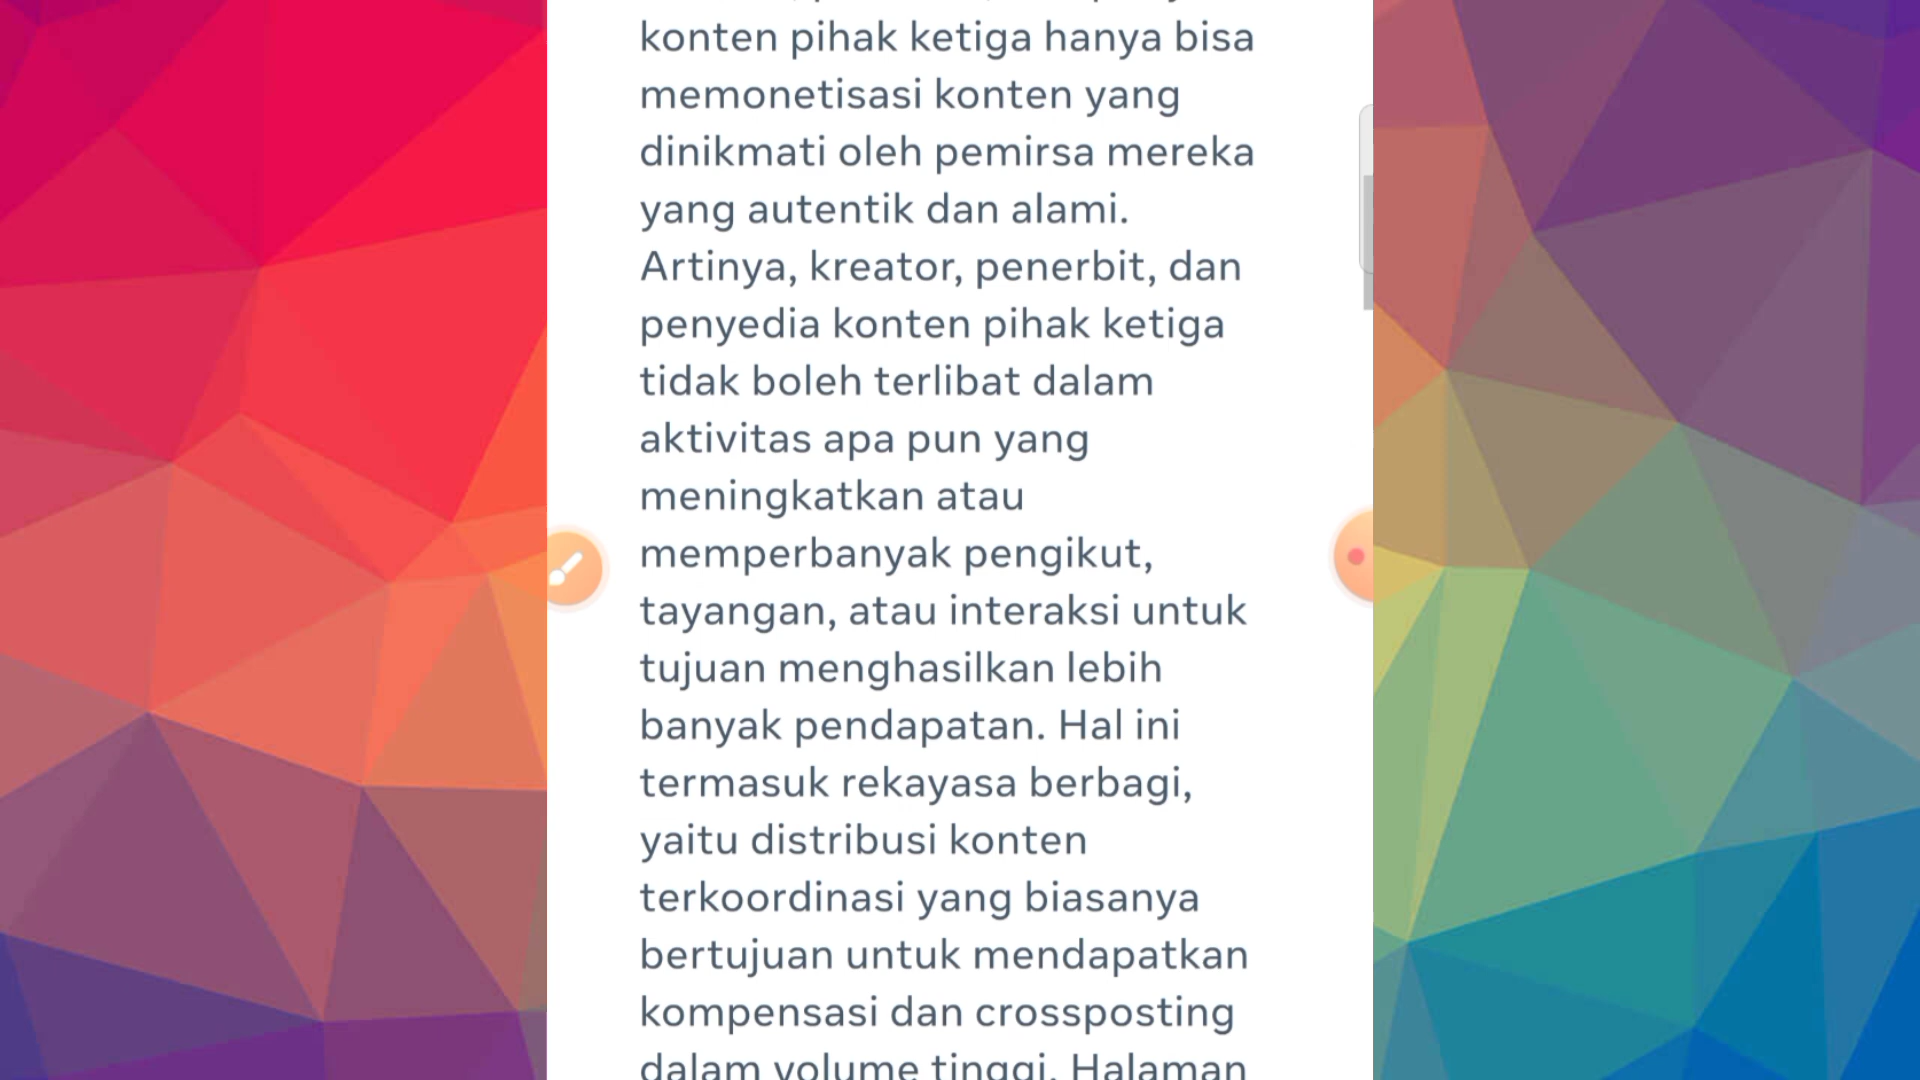 konten pihak ketiga hanya bisa
memonetisasi konten yang
dinikmati oleh pemirsa mereka
yang autentik dan alami.
Artinya, kreator, penerbit, dan
penyedia konten pihak ketiga
tidak boleh terlibat dalam
aktivitas apa pun yang
meningkatkan atau
memperbanyak pengikut,
tayangan, atau interaksi untuk
tujuan menghasilkan lebih
banyak pendapatan. Hal ini
termasuk rekayasa berbagi,
yaitu distribusi konten
terkoordinasi yang biasanya
bertujuan untuk mendapatkan
kompensasi dan crossposting
dalam volume tinggi. Halaman